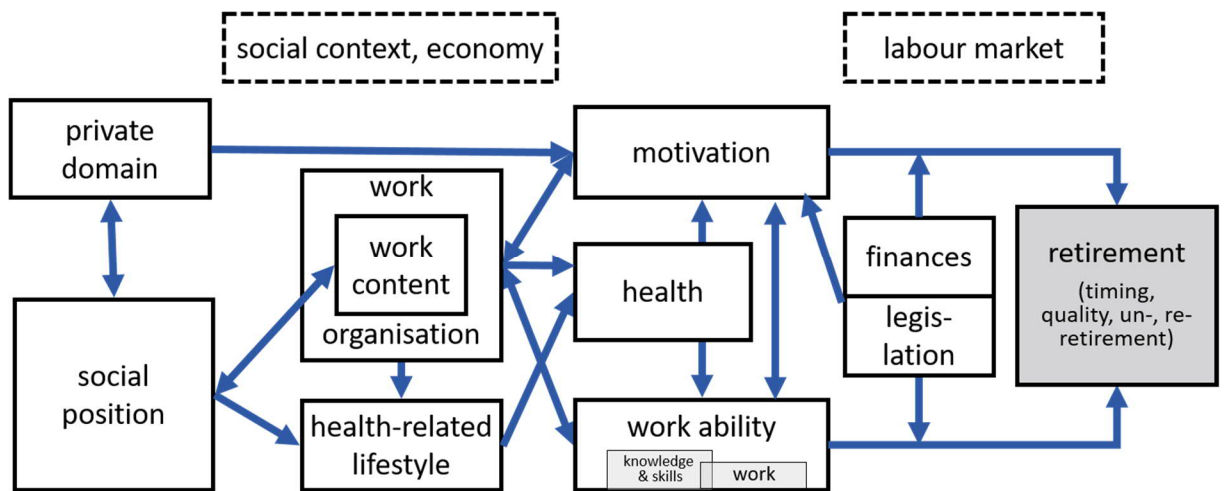 social context, economy
labour market
private
domain
motivation
work
work
content
organisation
health
finances
legis-
lation
retirement
(timing,
quality, un-, re-
retirement)
social
position
health-related
lifestyle
work ability
knowledge
& skills
work